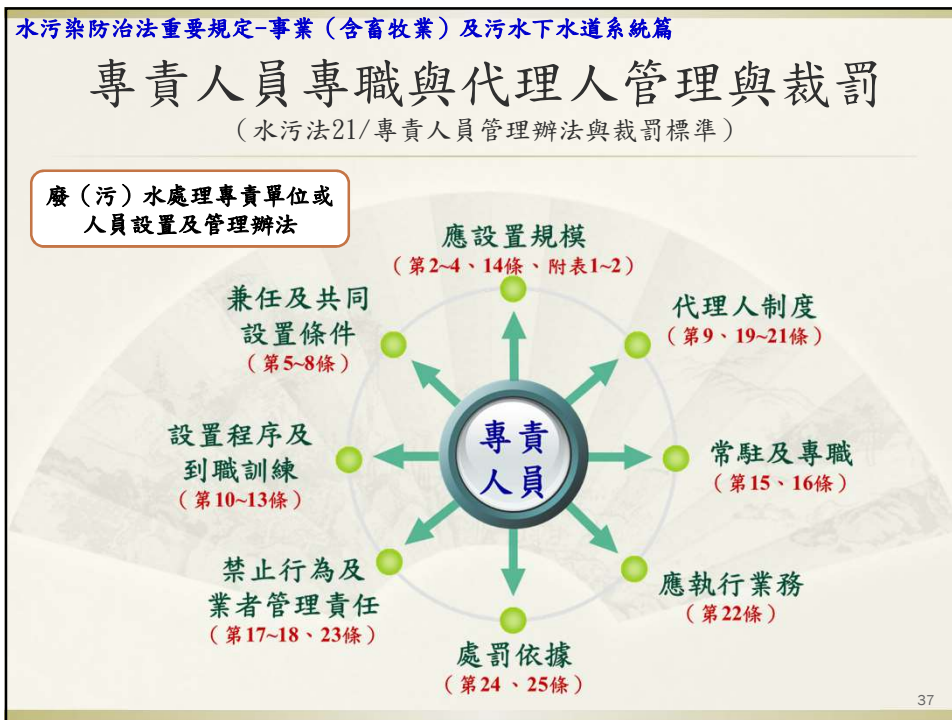 水污染防治法重要規定-事業（含畜牧業）及污水下水道系統篇
專責人員專職與代理人管理與裁罰
（水污法21/專責人員管理辦法與裁罰標準）
廢（污）水處理專責單位或
人員設置及管理辦法
應設置規模
（第2~4、14條、附表1~2）
代理人制度
（第9、19~21條）
常駐及專職
（第15、16條）
應執行業務
（第22條）
處罰依據
（第24 、25條）
禁止行為及
業者管理責任
（第17~18、23條）
設置程序及
到職訓練
（第10~13條）
兼任及共同
設置條件
（第5~8條）
專責
人員
37